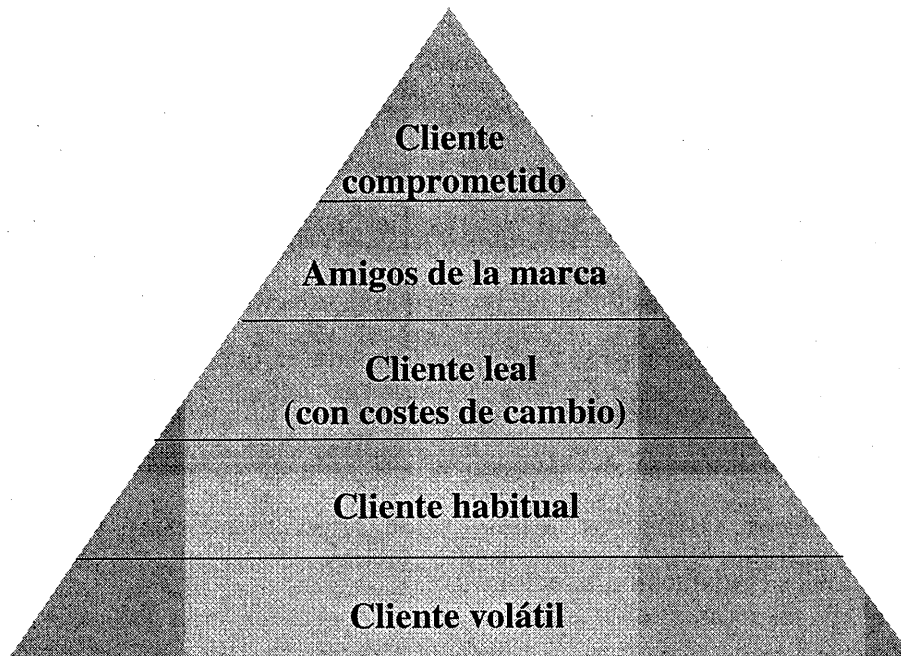 Cliente
comprometido
Amigos de la marca
Cliente leal
(con costes de cambio)
Cliente habitual
Cliente volátil